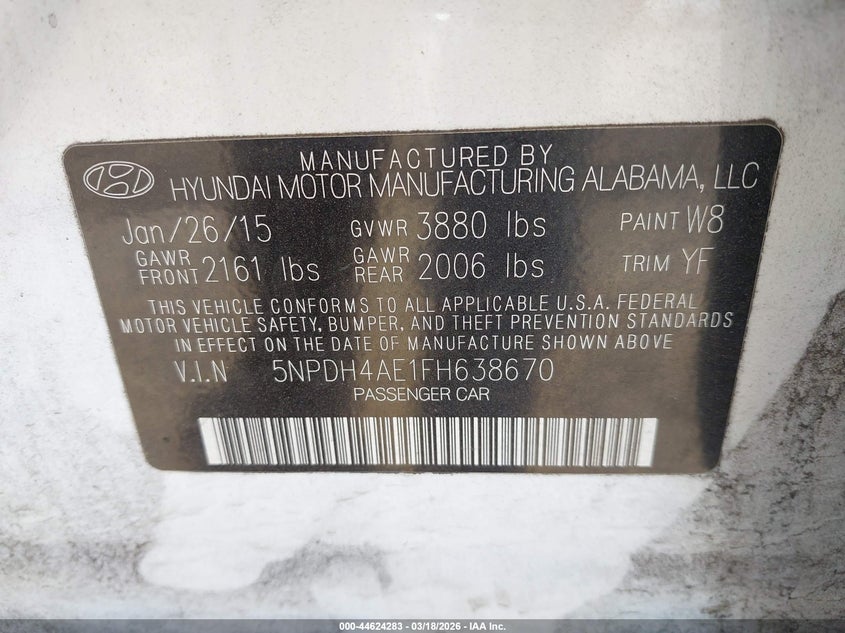 MANUFACTURED BY
HYUNDAI MOTOR MANUFACTURING ALABAMA, LLC
Jan/26/15 GVWR 3880 lbs PAINT W8
GAWR FRONT 2161 lbs GAWR REAR 2006 lbs TRIM YF
THIS VEHICLE CONFORMS TO ALL APPLICABLE U.S.A. FEDERAL
MOTOR VEHICLE SAFETY, BUMPER, AND THEFT PREVENTION STANDARDS
IN EFFECT ON THE DATE OF MANUFACTURE SHOWN ABOVE.
V.I.N 5NPDH4AE1FH638670
PASSENGER CAR
000-44624283 - 03/18/2026 - IAA Inc.